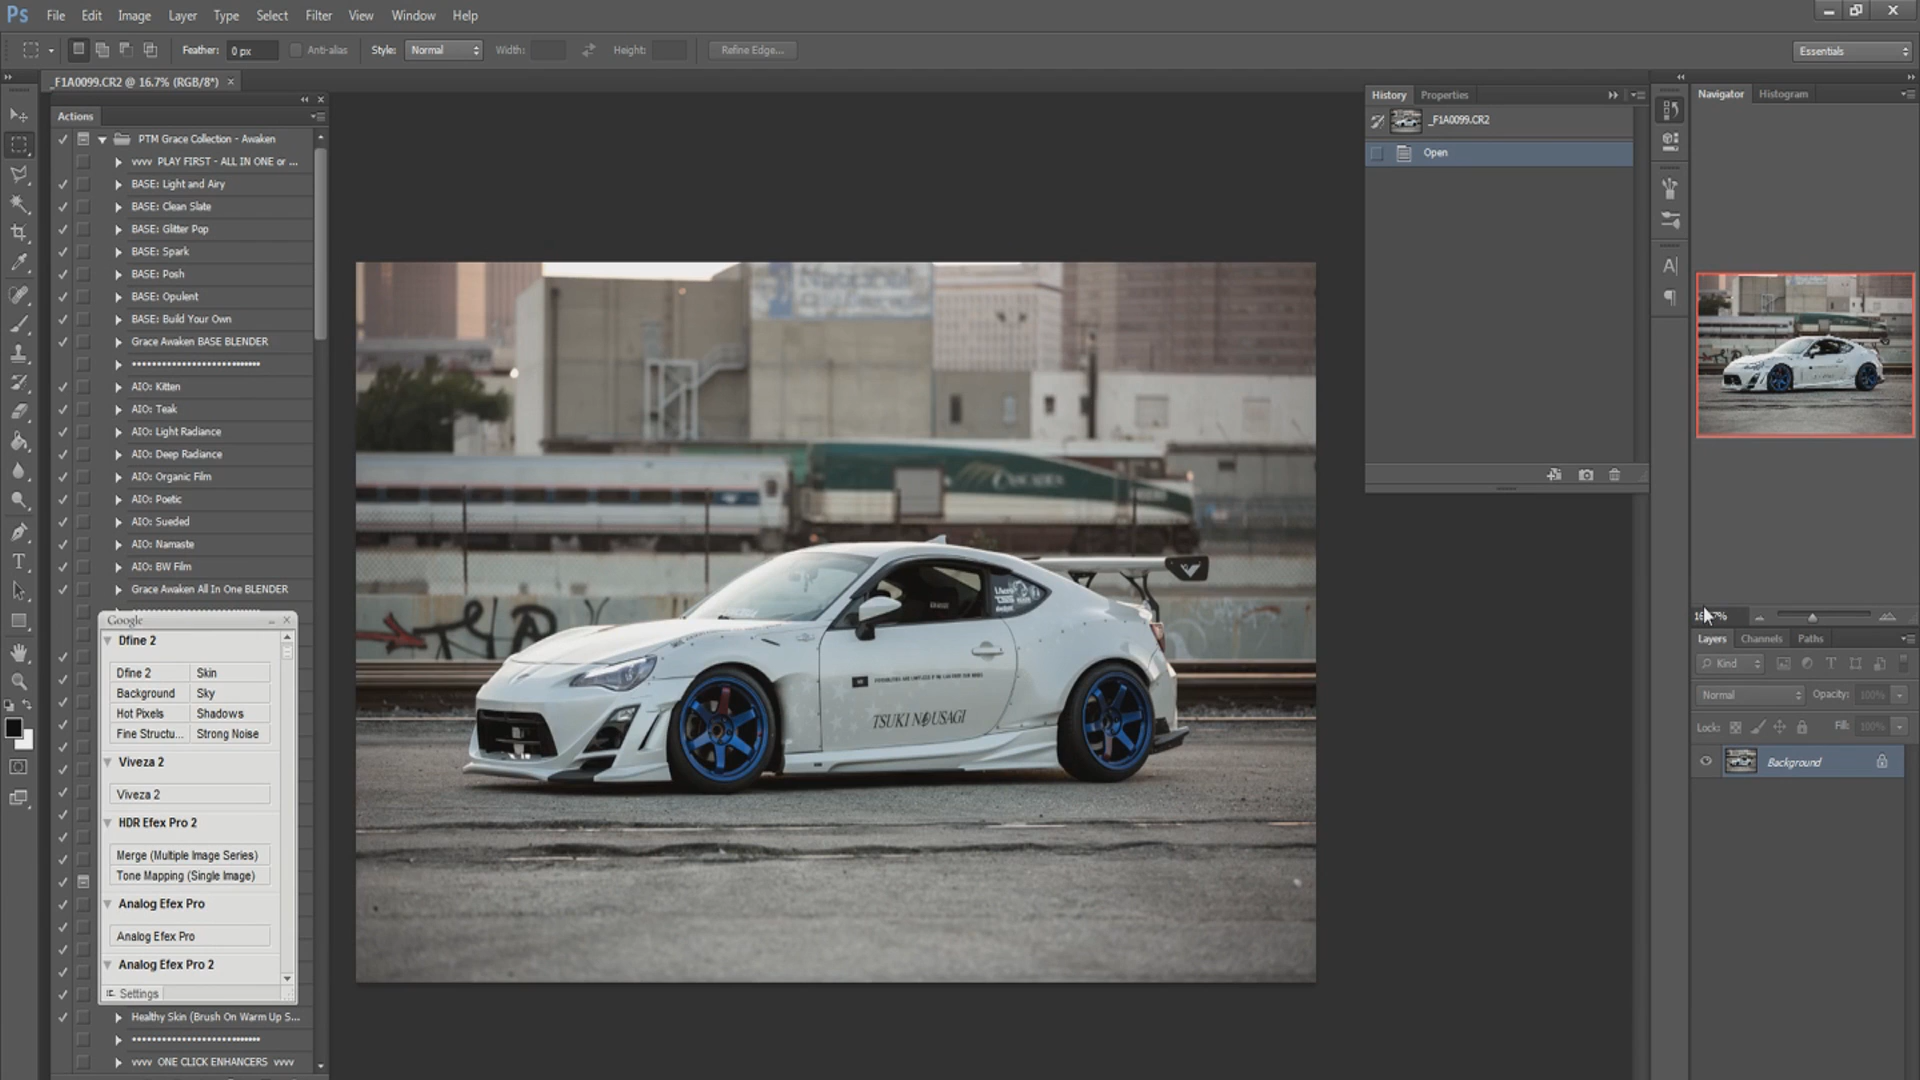 Ps File Edit Image Layer Type Select Filter View Window Help
Feather: 0 px Anti-alias Style: Normal Width: Height: Refine Edge... Essentials
_F1A0099.CR2 @ 16.7% (RGB/8*) ×
Actions
PTM Grace Collection - Awaken
vvvv PLAY FIRST - ALL IN ONE or ...
BASE: Light and Airy
BASE: Clean Slate
BASE: Glitter Pop
BASE: Spark
BASE: Posh
BASE: Opulent
BASE: Build Your Own
Grace Awaken BASE BLENDER
AIO: Kitten
AIO: Teak
AIO: Light Radiance
AIO: Deep Radiance
AIO: Organic Film
AIO: Poetic
AIO: Sueded
AIO: Namaste
AIO: BW Film
Grace Awaken All In One BLENDER
Google
Dfine 2
Dfine 2 Skin
Background Sky
Hot Pixels Shadows
Fine Structu... Strong Noise
Viveza 2
Viveza 2
HDR Efex Pro 2
Merge (Multiple Image Series)
Tone Mapping (Single Image)
Analog Efex Pro
Analog Efex Pro
Analog Efex Pro 2
Settings
Healthy Skin (Brush On Warm Up S...
vvvv ONE CLICK ENHANCERS vvvv
National
CASCADES
TSUKI NO USAGI
History Properties
_F1A0099.CR2
Open
Navigator Histogram
Layers Channels Paths
Kind
Normal Opacity: 100%
Lock: Fill: 100%
Background